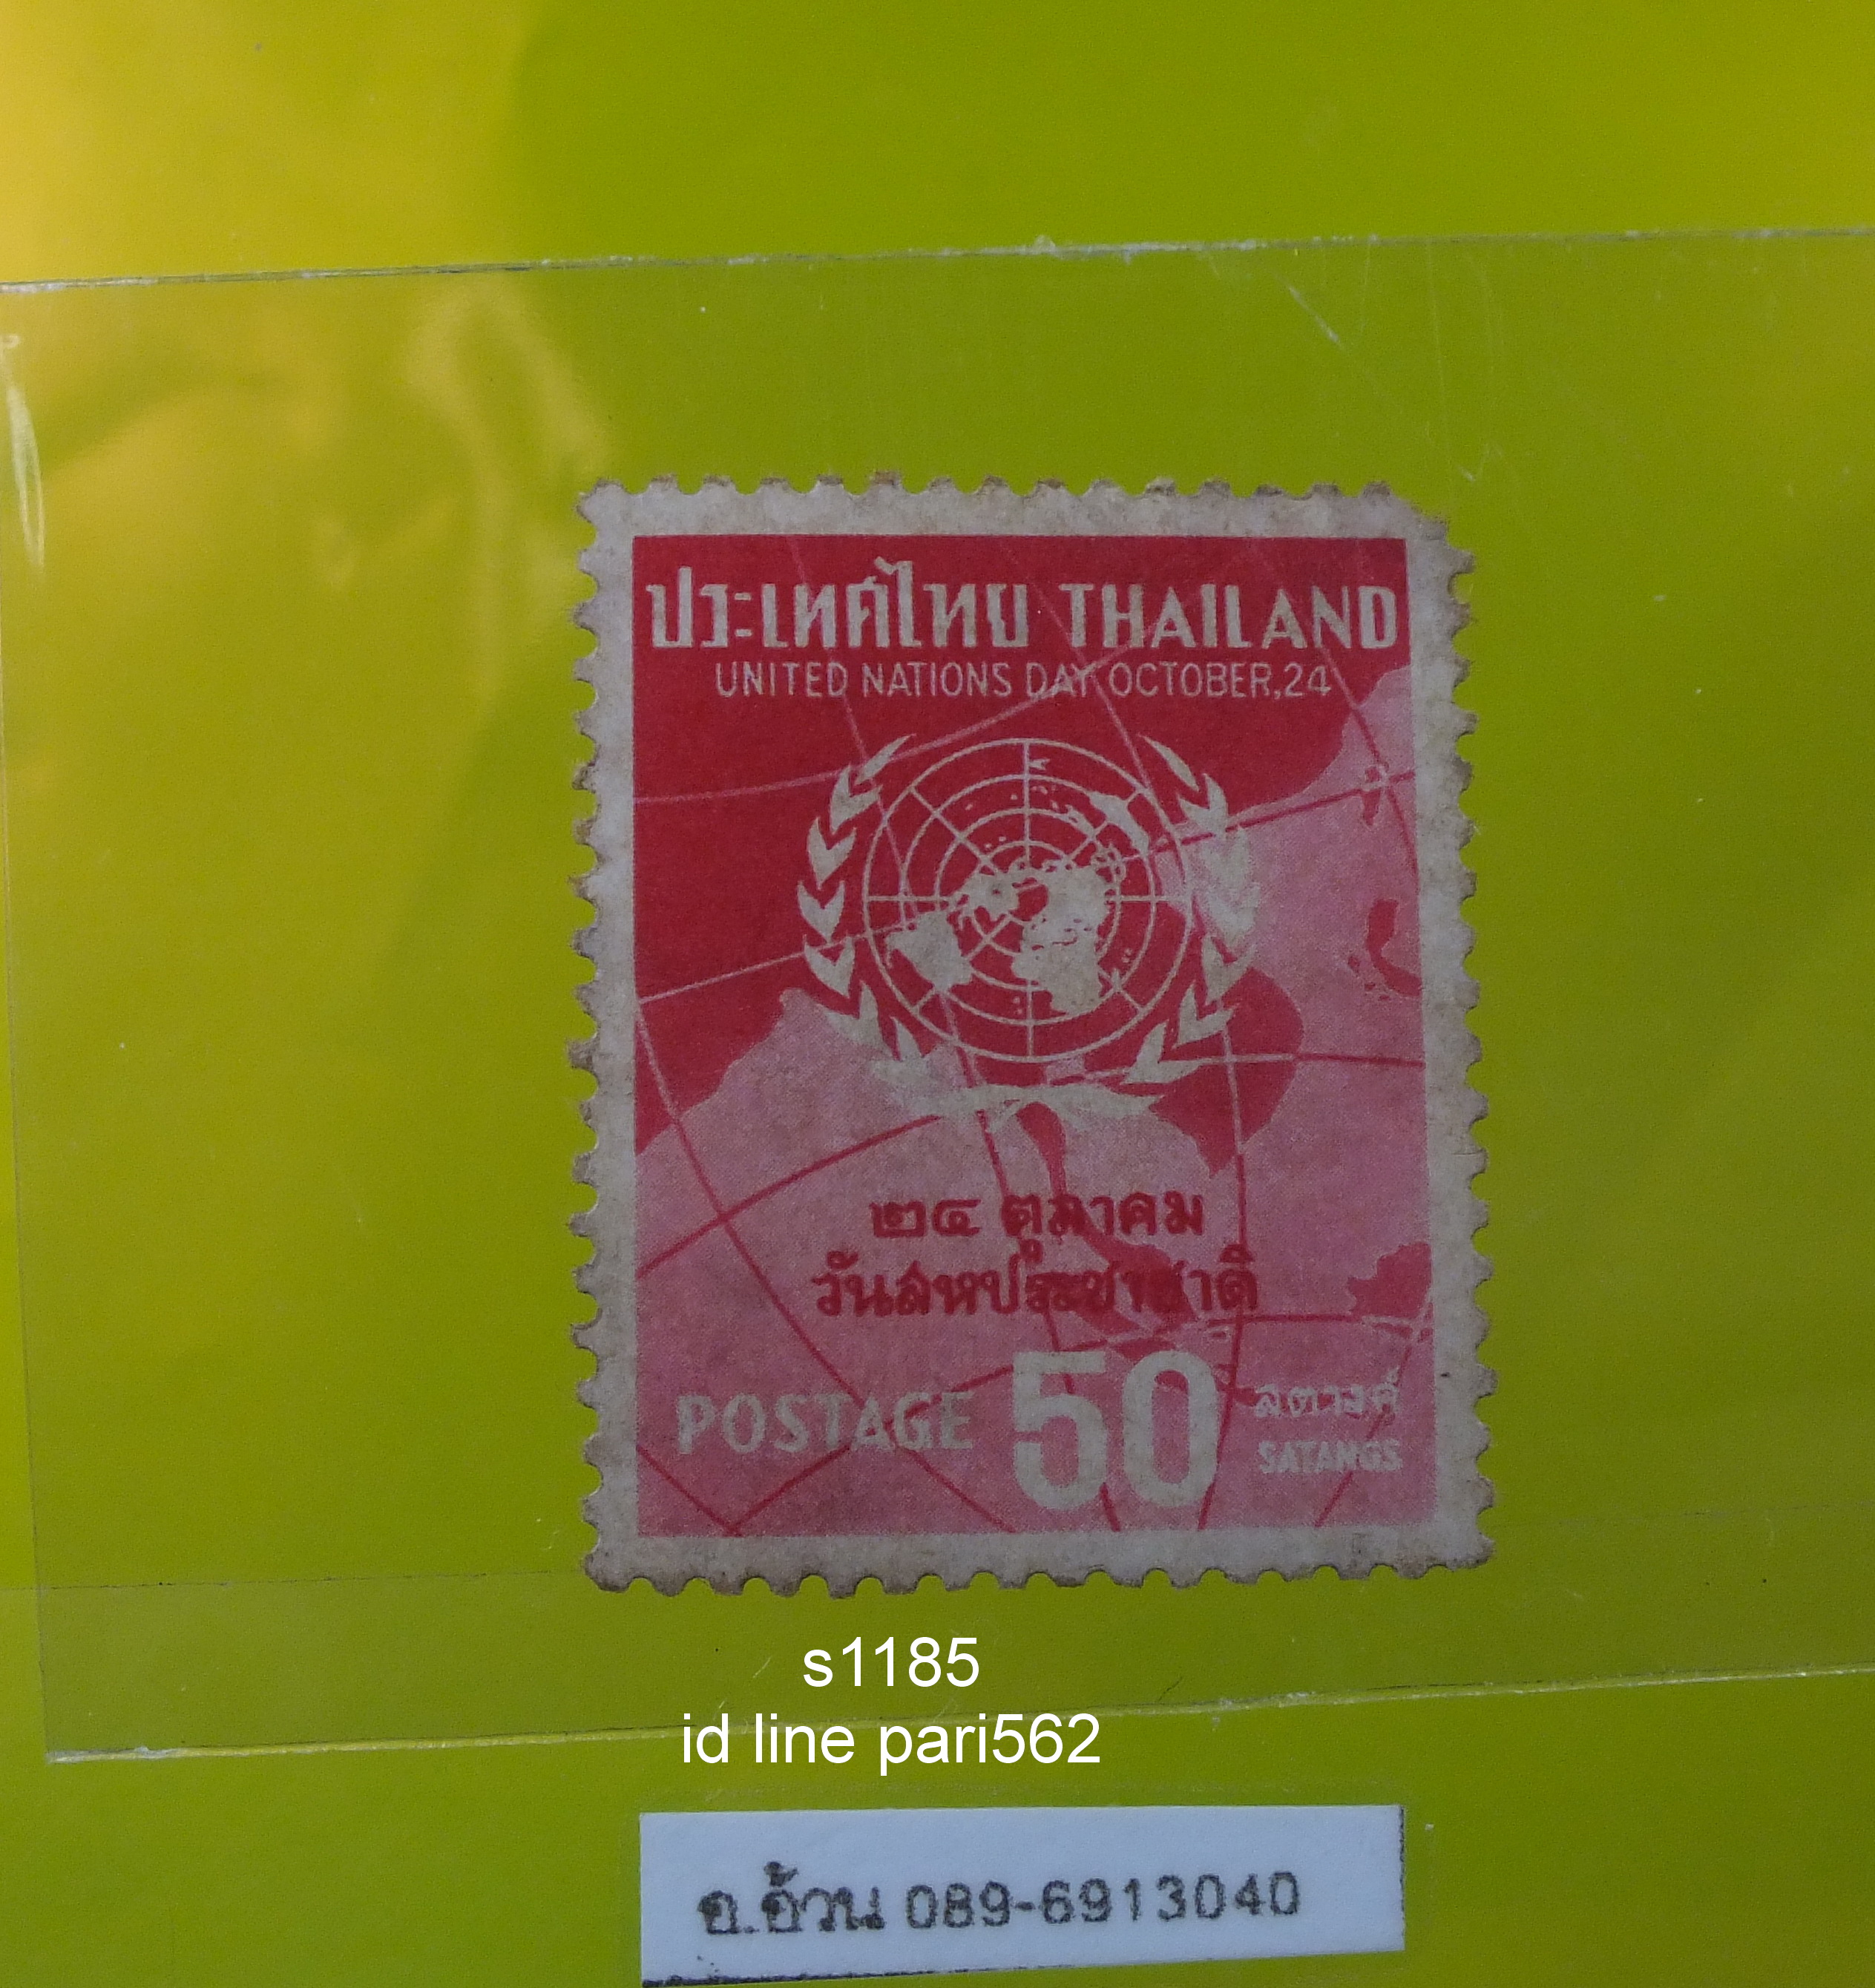 ประเทศไทย THAILAND
UNITED NATIONS DAY OCTOBER,24
๒๔ ตุลาคม
วันสหประชาชาติ
POSTAGE 50 สตางค์
SATANGS
s1185
id line pari562
อ.อ้วน 089-6913040